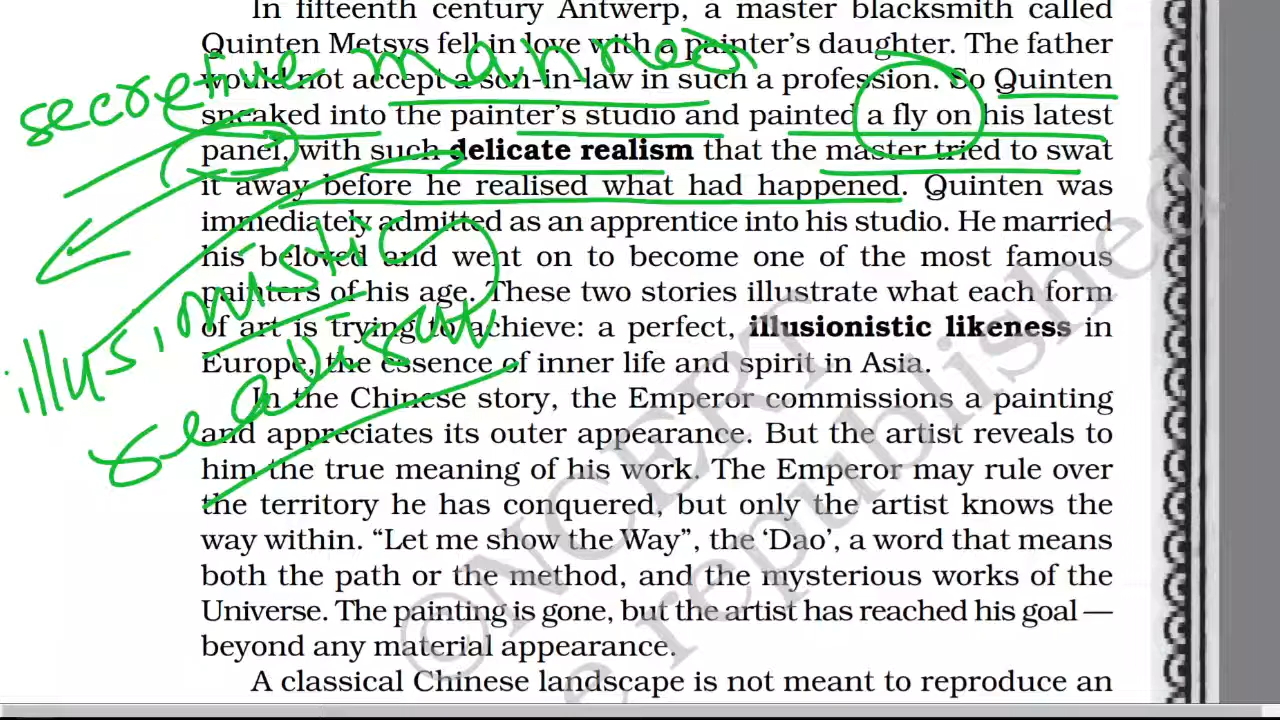 In fifteenth century Antwerp, a master blacksmith called
Quinten Metsys fell in love with a painter's daughter. The father
would not accept a son-in-law in such a profession. So Quinten
sneaked into the painter's studio and painted a fly on his latest
panel, with such delicate realism that the master tried to swat
it away before he realised what had happened. Quinten was
immediately admitted as an apprentice into his studio. He married
his beloved and went on to become one of the most famous
painters of his age. These two stories illustrate what each form
of art is trying to achieve: a perfect, illusionistic likeness in
Europe, the essence of inner life and spirit in Asia.
In the Chinese story, the Emperor commissions a painting
and appreciates its outer appearance. But the artist reveals to
him the true meaning of his work. The Emperor may rule over
the territory he has conquered, but only the artist knows the
way within. “Let me show the Way”, the ‘Dao’, a word that means
both the path or the method, and the mysterious works of the
Universe. The painting is gone, but the artist has reached his goal —
beyond any material appearance.
A classical Chinese landscape is not meant to reproduce an
manner
illusionistic
©NCERT
republished